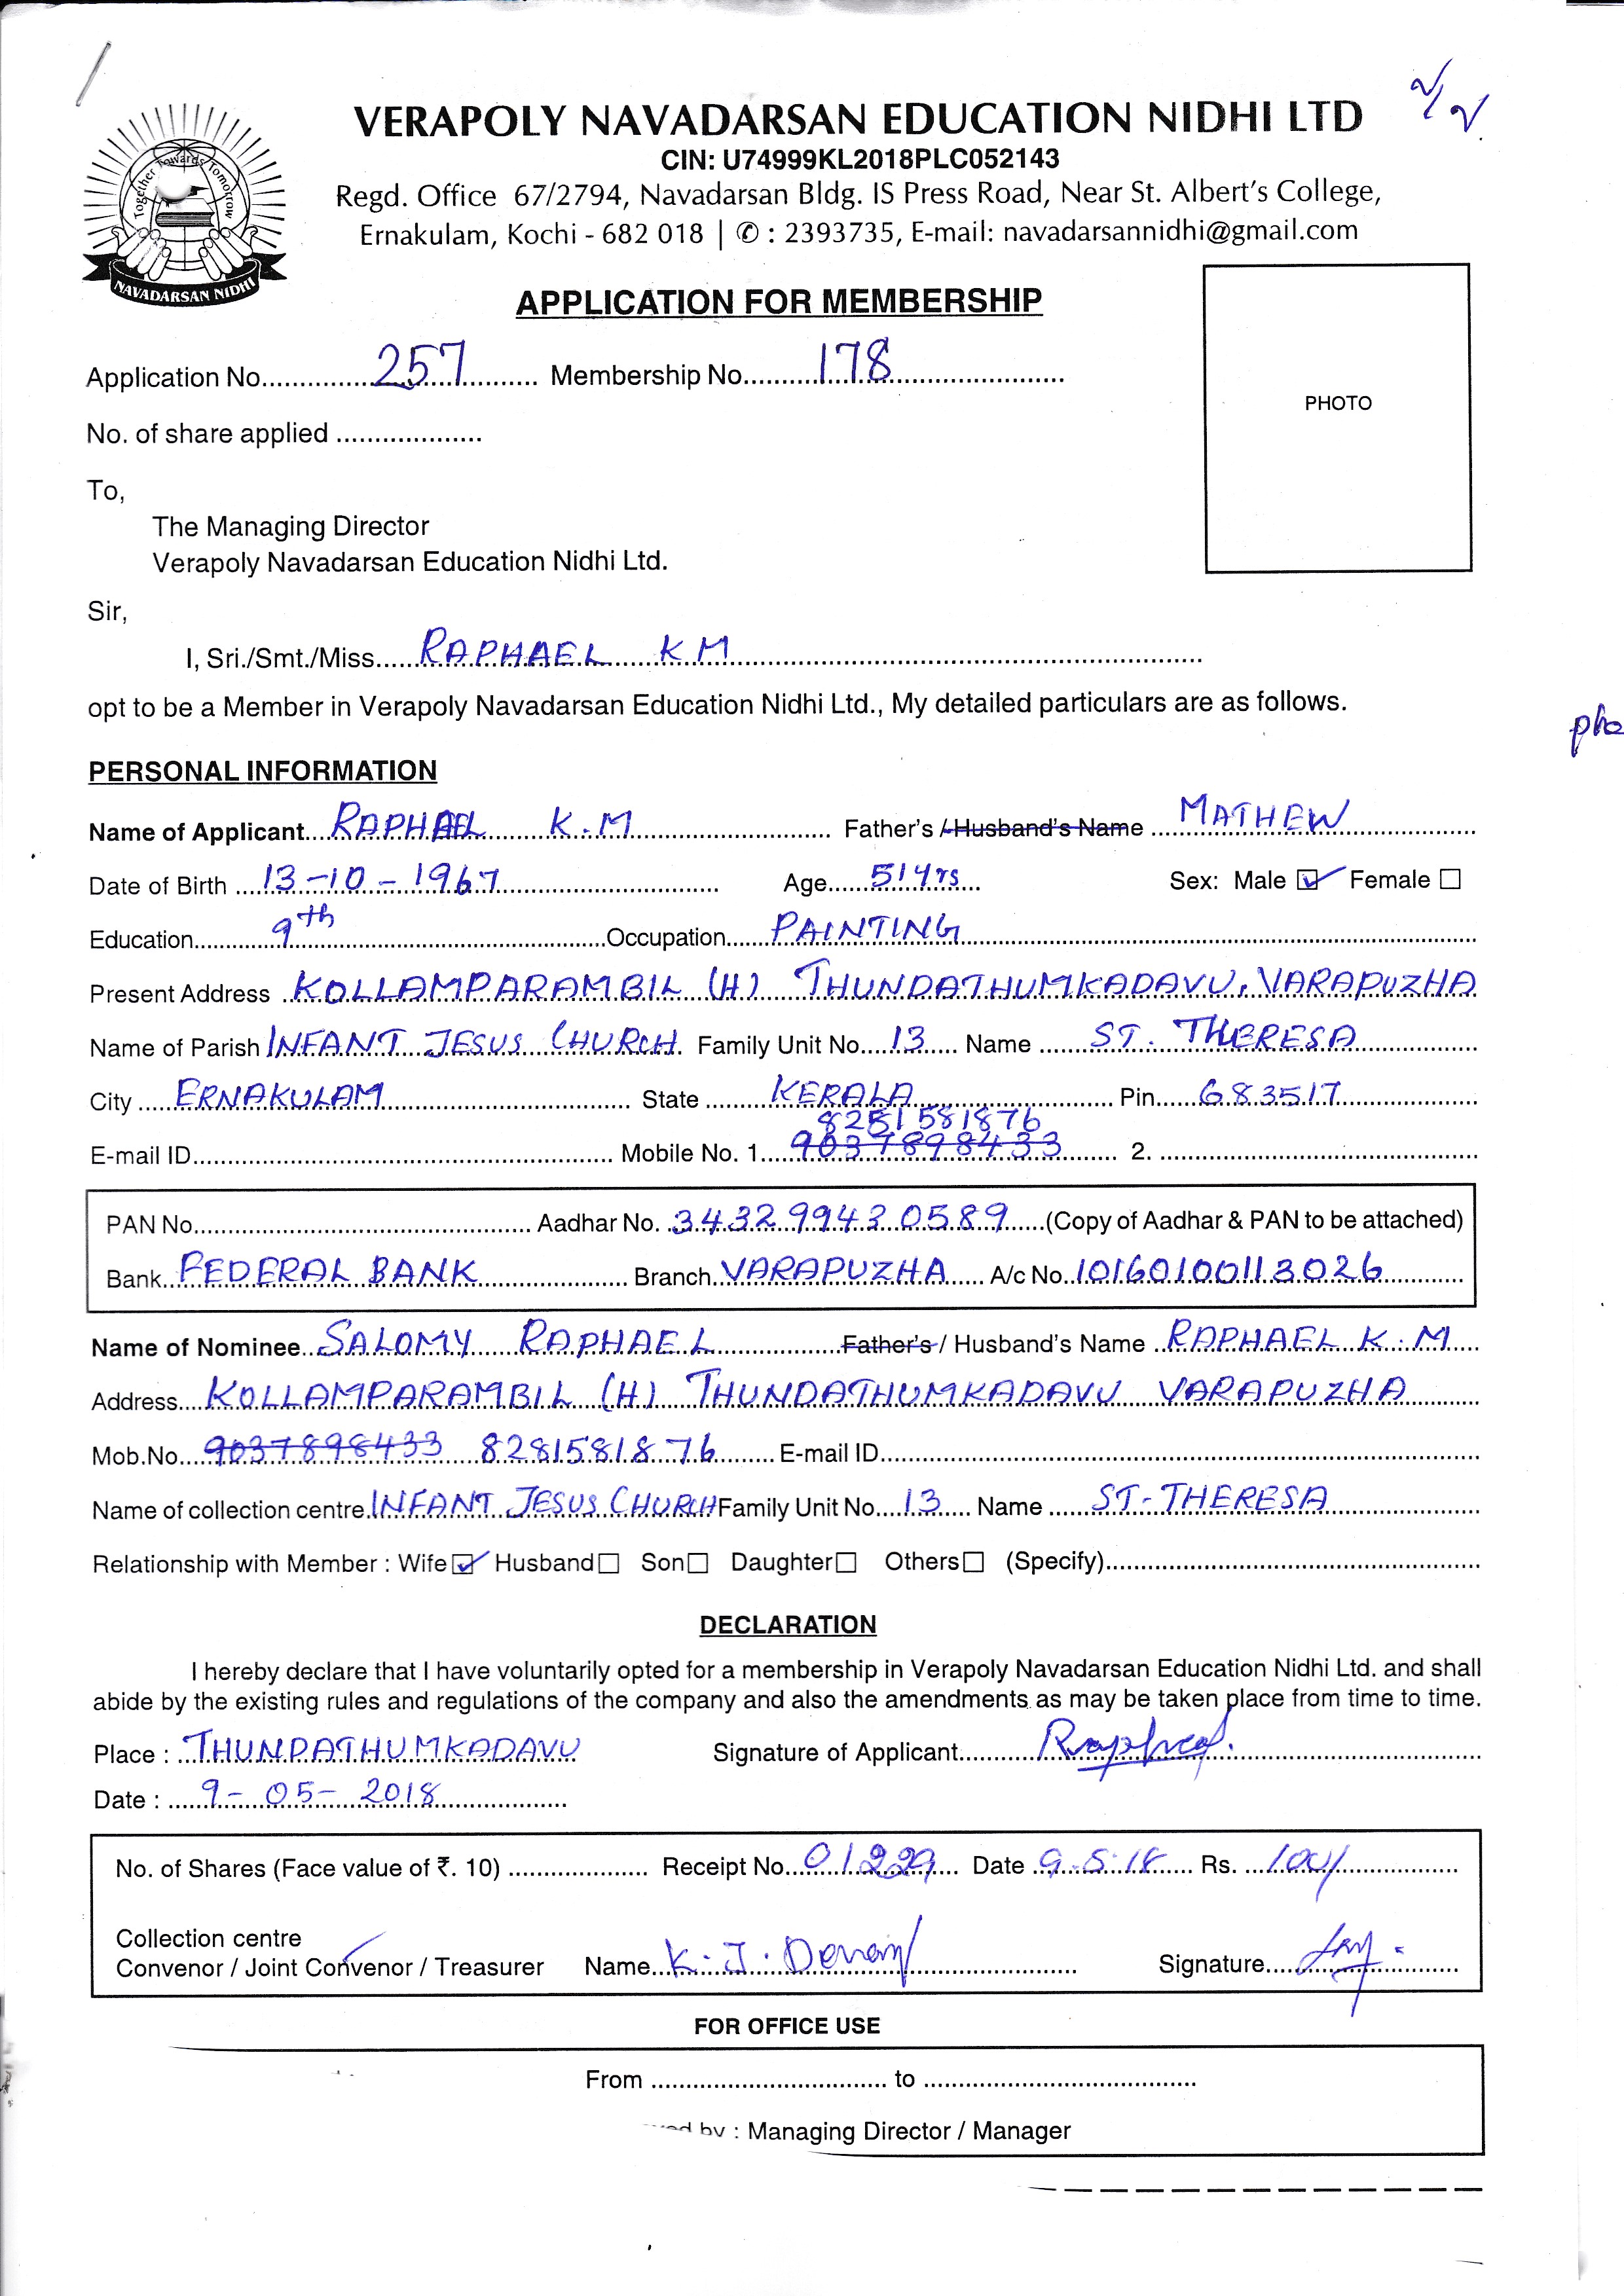 VERAPOLY NAVADARSAN EDUCATION NIDHI LTD
CIN: U74999KL2018PLC052143
Regd. Office 67/2794, Navadarsan Bldg. IS Press Road, Near St. Albert's College,
Ernakulam, Kochi - 682 018 | ✆ : 2393735, E-mail: navadarsannidhi@gmail.com
Together Towards Tomorrow
NAVADARSAN NIDHI
APPLICATION FOR MEMBERSHIP
Application No. 257 Membership No. 178
PHOTO
No. of share applied
To,
The Managing Director
Verapoly Navadarsan Education Nidhi Ltd.
Sir,
I, Sri./Smt./Miss. RAPHAEL K M
opt to be a Member in Verapoly Navadarsan Education Nidhi Ltd., My detailed particulars are as follows.
pho
PERSONAL INFORMATION
Name of Applicant RAPHAEL K.M Father's / Husband's Name MATHEW
Date of Birth 13-10-1967 Age 51 Yrs Sex: Male ☑ Female ☐
Education 9th Occupation PAINTING
Present Address KOLLAMPARAMBIL (H) THUNDATHUMKADAVU, VARAPUZHA
Name of Parish INFANT JESUS CHURCH. Family Unit No. 13 Name ST. THERESA
City ERNAKULAM State KERALA Pin 683517
8281581876
E-mail ID Mobile No. 1. 9037898433 2.
PAN No. Aadhar No. 343299430589 (Copy of Aadhar & PAN to be attached)
Bank FEDERAL BANK Branch VARAPUZHA A/c No. 10160100113026
Name of Nominee SALOMY RAPHAEL Father's / Husband's Name RAPHAEL K.M
Address KOLLAMPARAMBIL (H) THUNDATHUMKADAVU VARAPUZHA
Mob.No. 9037898433 8281581876 E-mail ID
Name of collection centre INFANT JESUS CHURCH Family Unit No. 13 Name ST-THERESA
Relationship with Member : Wife ☑ Husband ☐ Son ☐ Daughter ☐ Others ☐ (Specify)
DECLARATION
I hereby declare that I have voluntarily opted for a membership in Verapoly Navadarsan Education Nidhi Ltd. and shall
abide by the existing rules and regulations of the company and also the amendments as may be taken place from time to time.
Place : THUNDATHUMKADAVU Signature of Applicant Raphael.
Date : 9-05-2018
No. of Shares (Face value of ₹. 10) Receipt No. 01229 Date 9.5.18 Rs. 100/
Collection centre
Convenor / Joint Convenor / Treasurer Name K.J. Signature
FOR OFFICE USE
From to
by : Managing Director / Manager